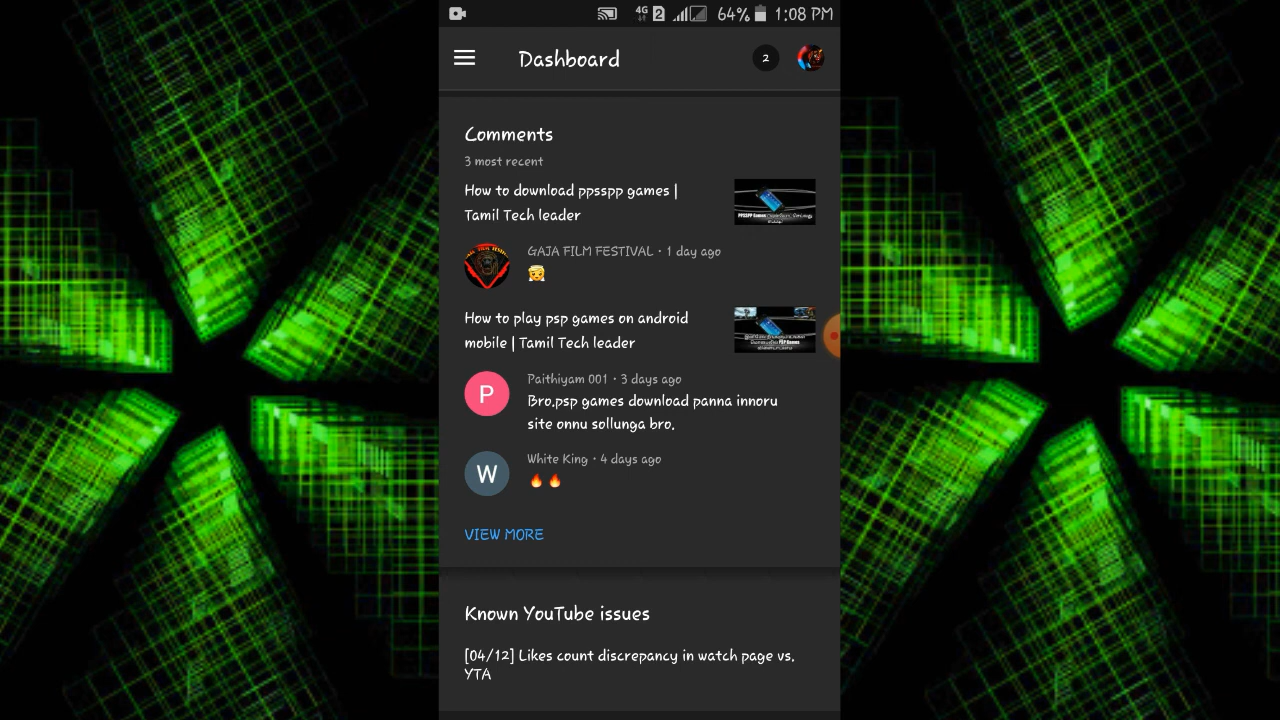 4G 2 64% 1:08 PM
Dashboard
2
Comments
3 most recent
How to download ppsspp games |
Tamil Tech leader
GAJA FILM FESTIVAL • 1 day ago
👼
How to play psp games on android
mobile | Tamil Tech leader
P
Paithiyam 001 • 3 days ago
Bro,psp games download panna innoru
site onnu sollunga bro.
W
White King • 4 days ago
🔥🔥
VIEW MORE
Known YouTube issues
[04/12] Likes count discrepancy in watch page vs.
YTA